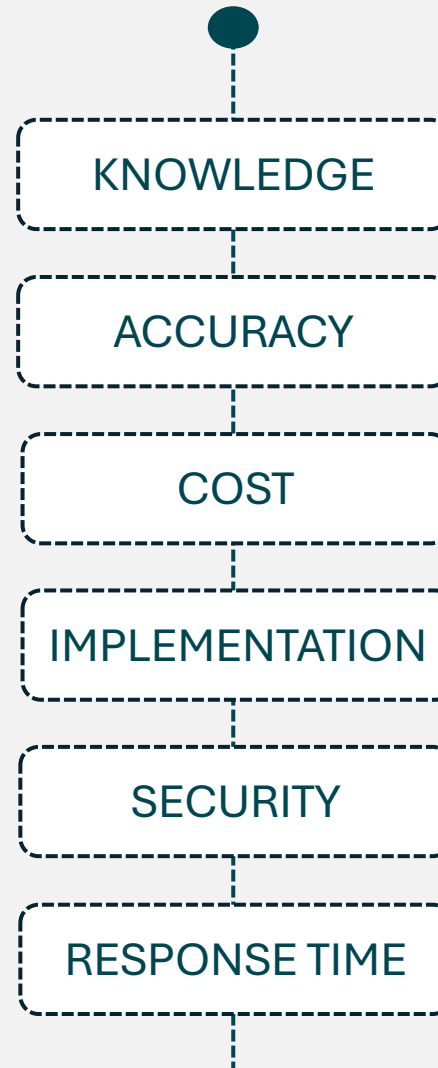 KNOWLEDGE
ACCURACY
COST
IMPLEMENTATION
SECURITY
RESPONSE TIME